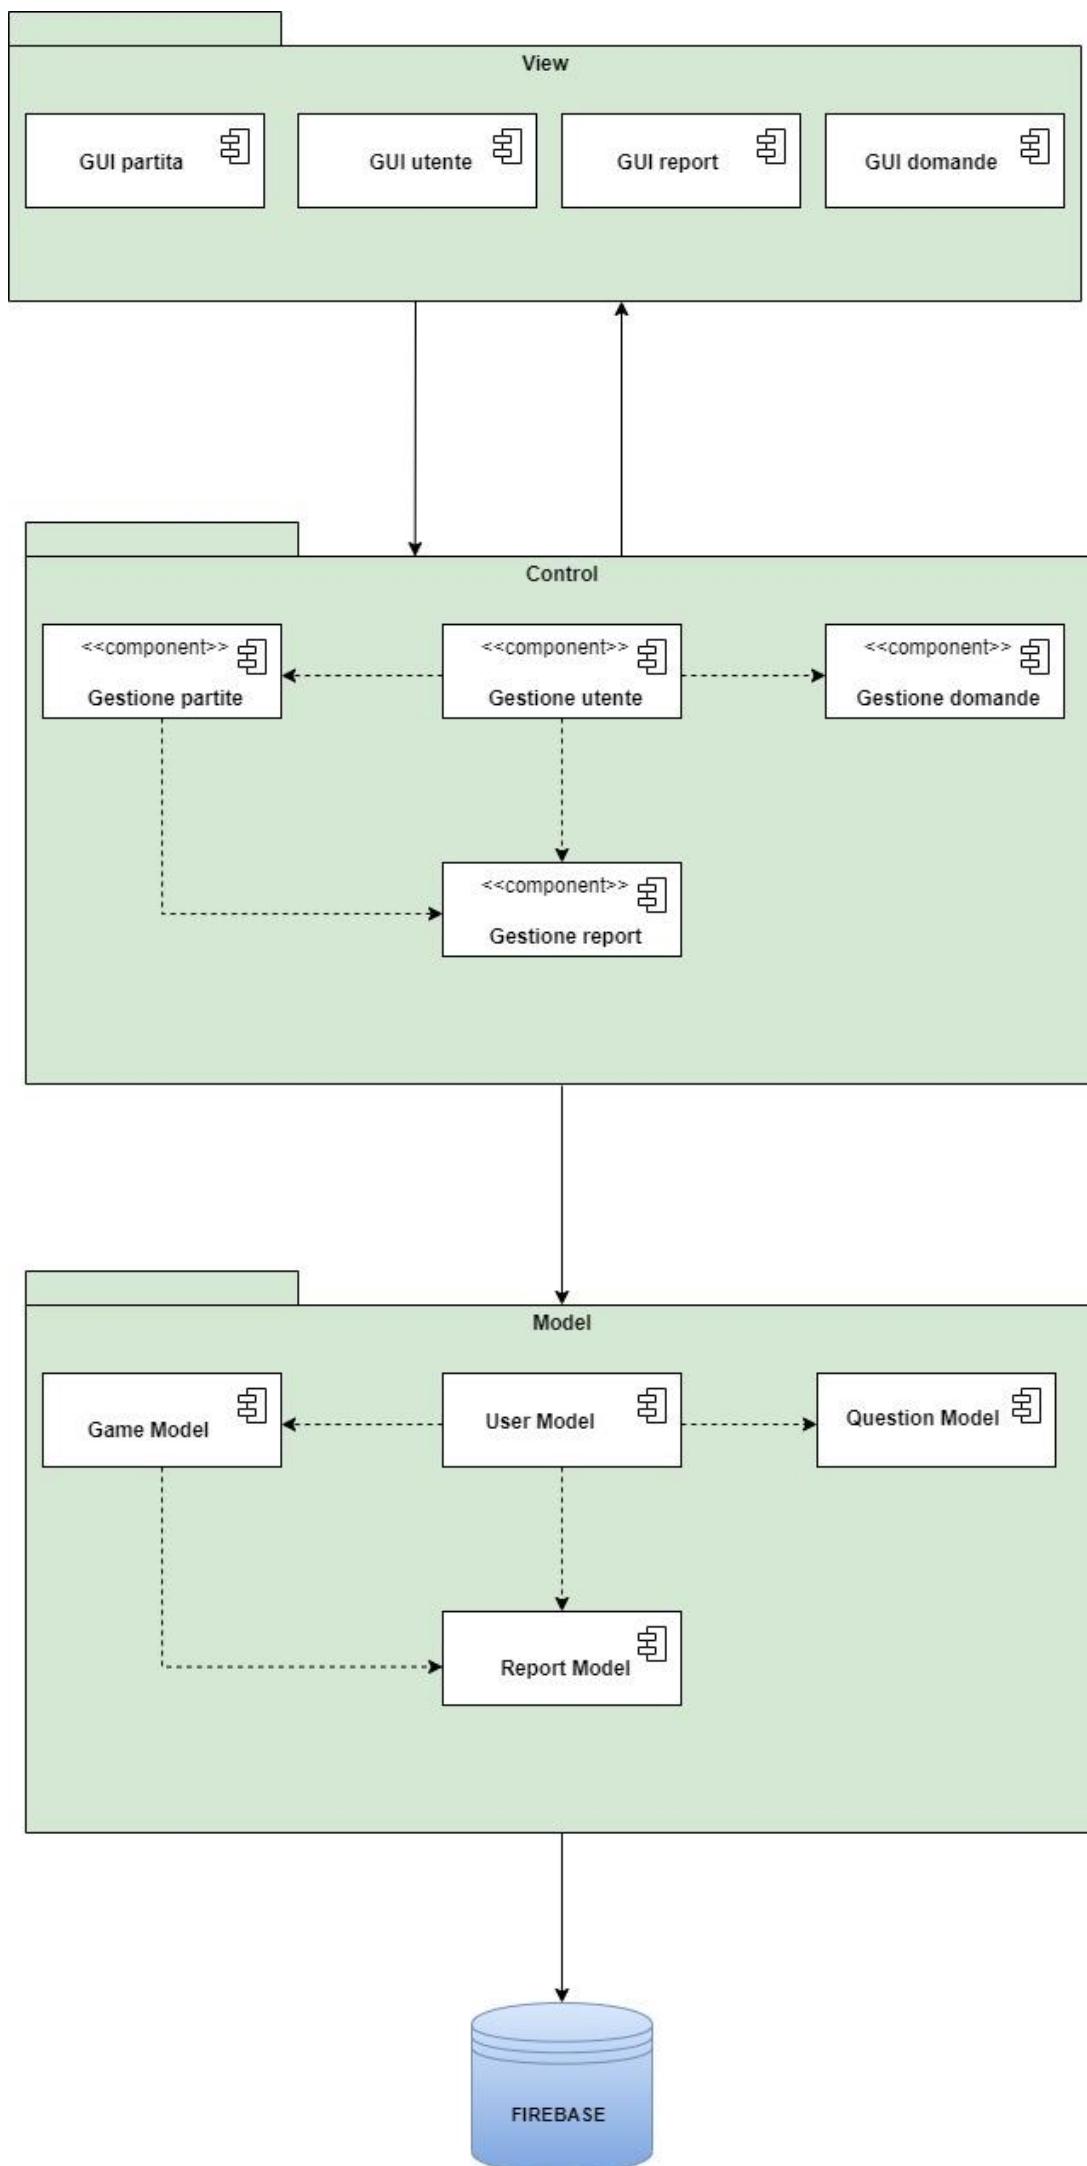 View
GUI partita
GUI utente
GUI report
GUI domande
Control
<<component>>
Gestione partite
<<component>>
Gestione utente
<<component>>
Gestione domande
<<component>>
Gestione report
Model
Game Model
User Model
Question Model
Report Model
FIREBASE